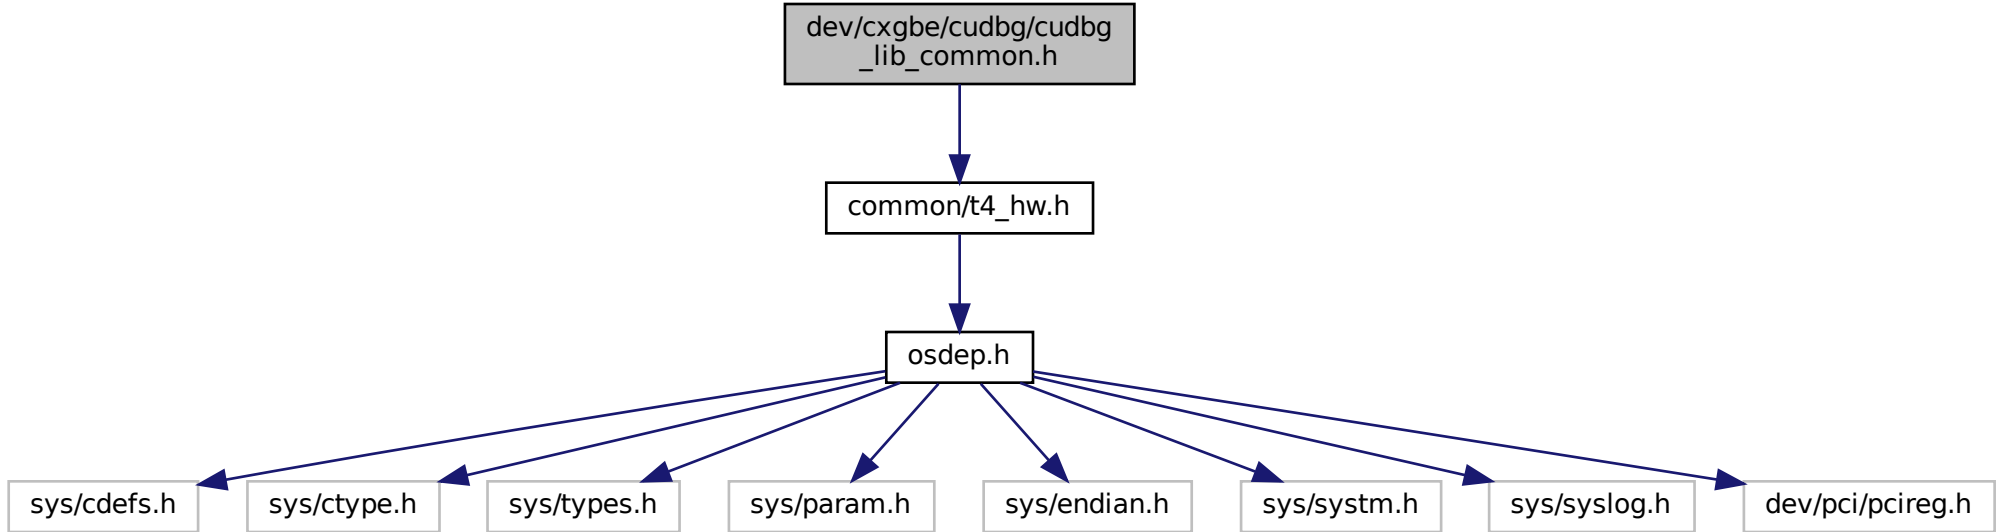 dev/cxgbe/cudbg/cudbg
_lib_common.h
common/t4_hw.h
osdep.h
sys/cdefs.h
sys/ctype.h
sys/types.h
sys/param.h
sys/endian.h
sys/systm.h
sys/syslog.h
dev/pci/pcireg.h